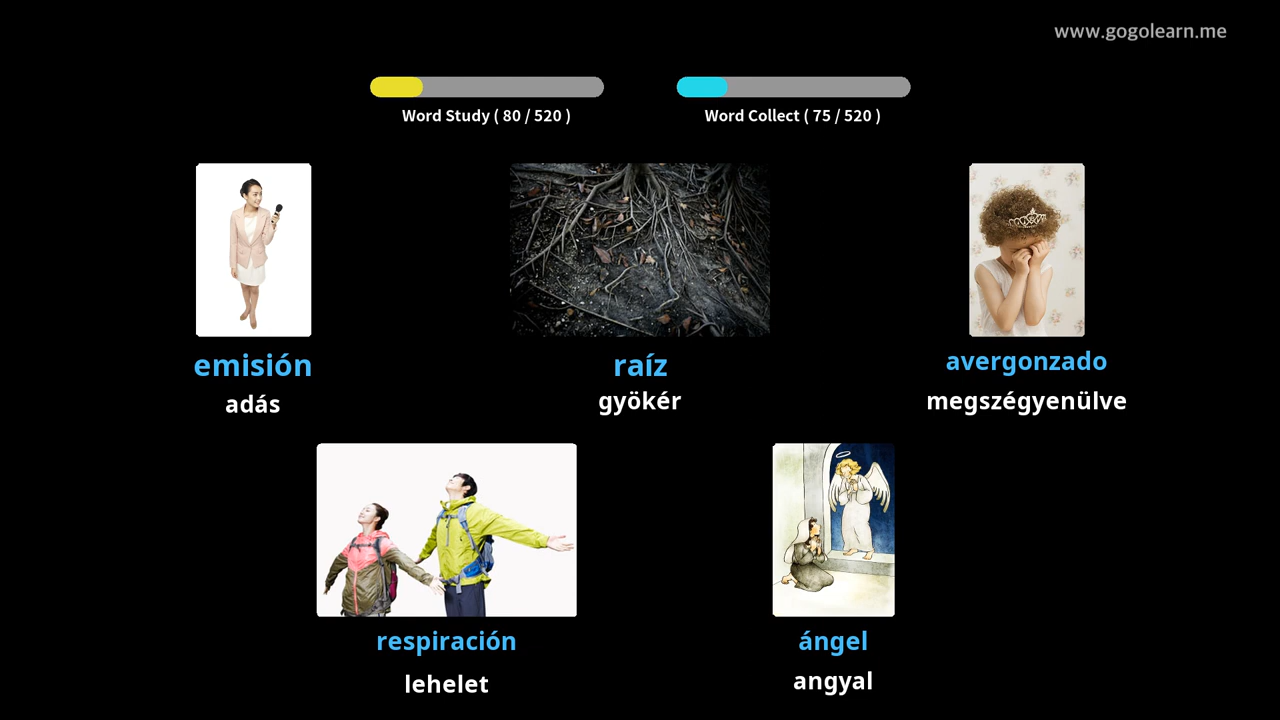 www.gogolearn.me
Word Study ( 80 / 520 )
Word Collect ( 75 / 520 )
emisión
adás
raíz
gyökér
avergonzado
megszégyenülve
respiración
lehelet
ángel
angyal